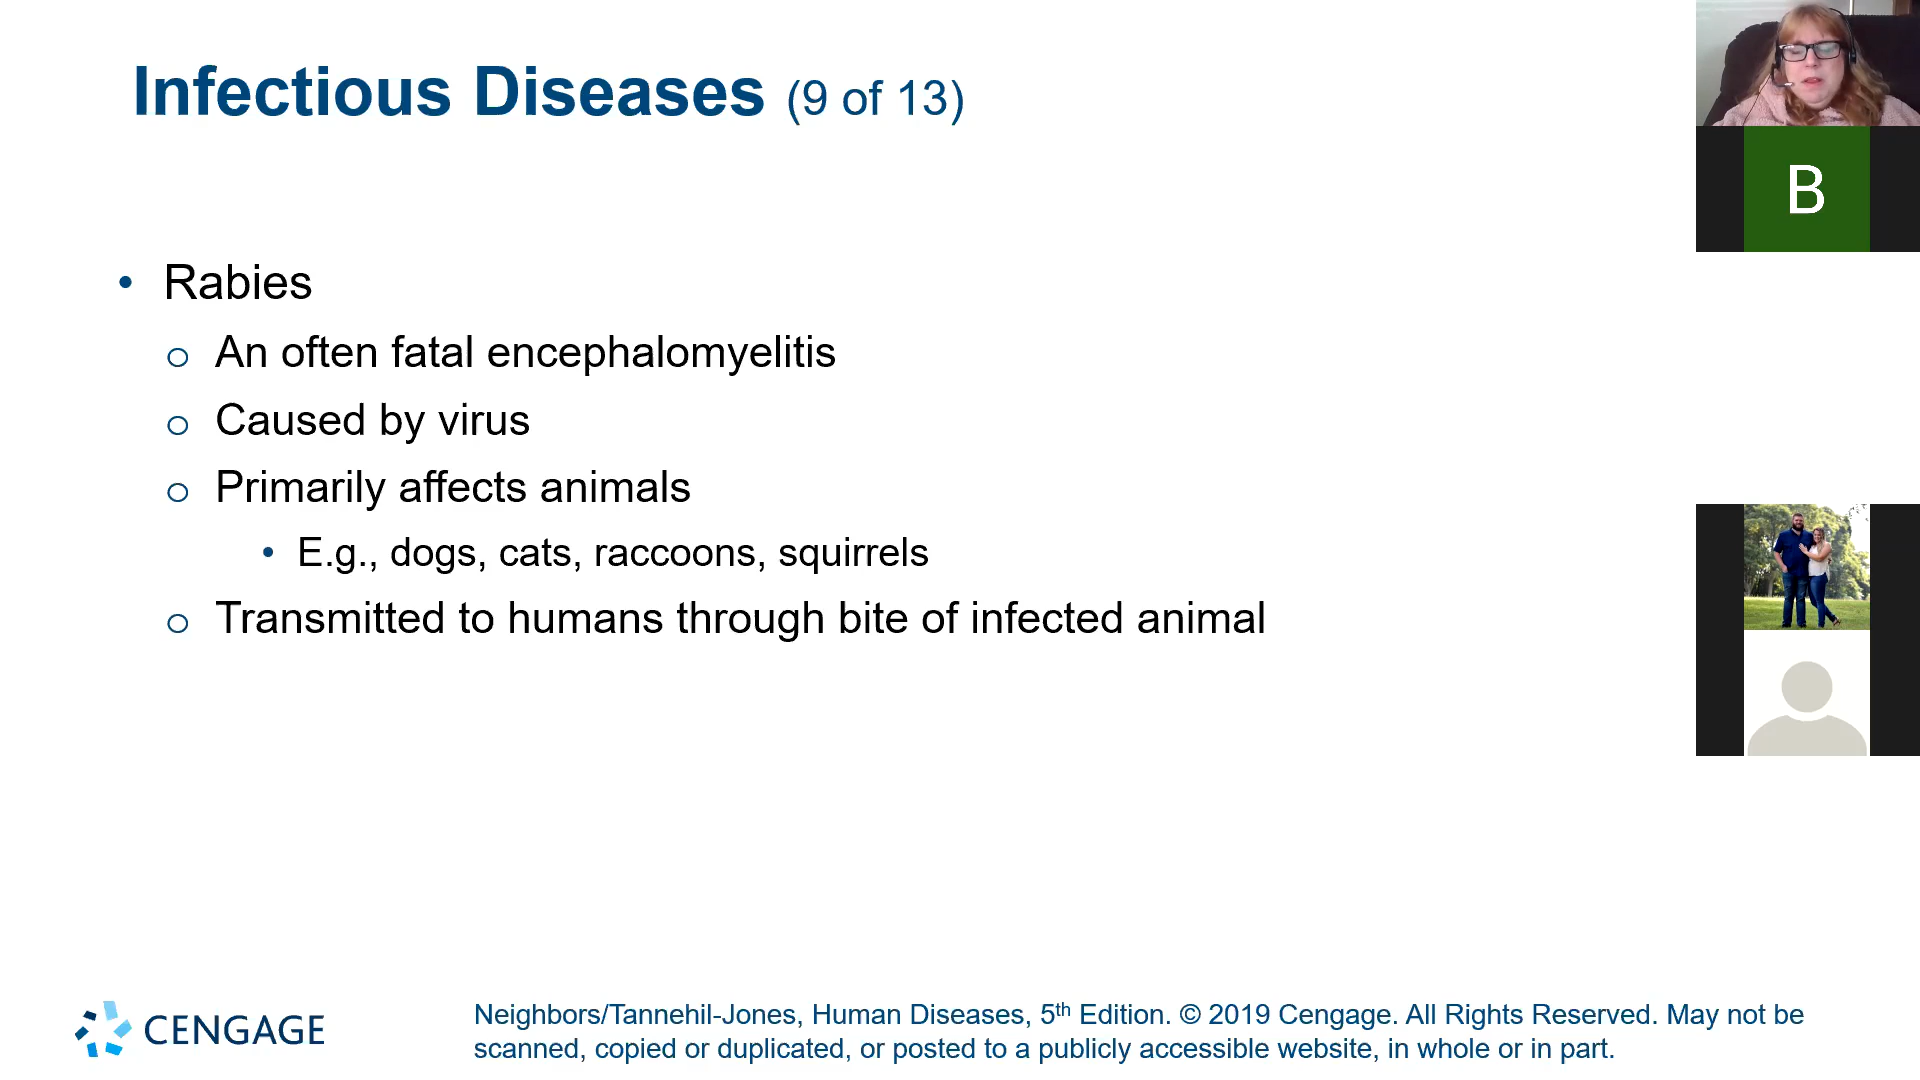 Infectious Diseases (9 of 13)
B
• Rabies
o An often fatal encephalomyelitis
o Caused by virus
o Primarily affects animals
• E.g., dogs, cats, raccoons, squirrels
o Transmitted to humans through bite of infected animal
CENGAGE
Neighbors/Tannehil-Jones, Human Diseases, 5th Edition. © 2019 Cengage. All Rights Reserved. May not be
scanned, copied or duplicated, or posted to a publicly accessible website, in whole or in part.